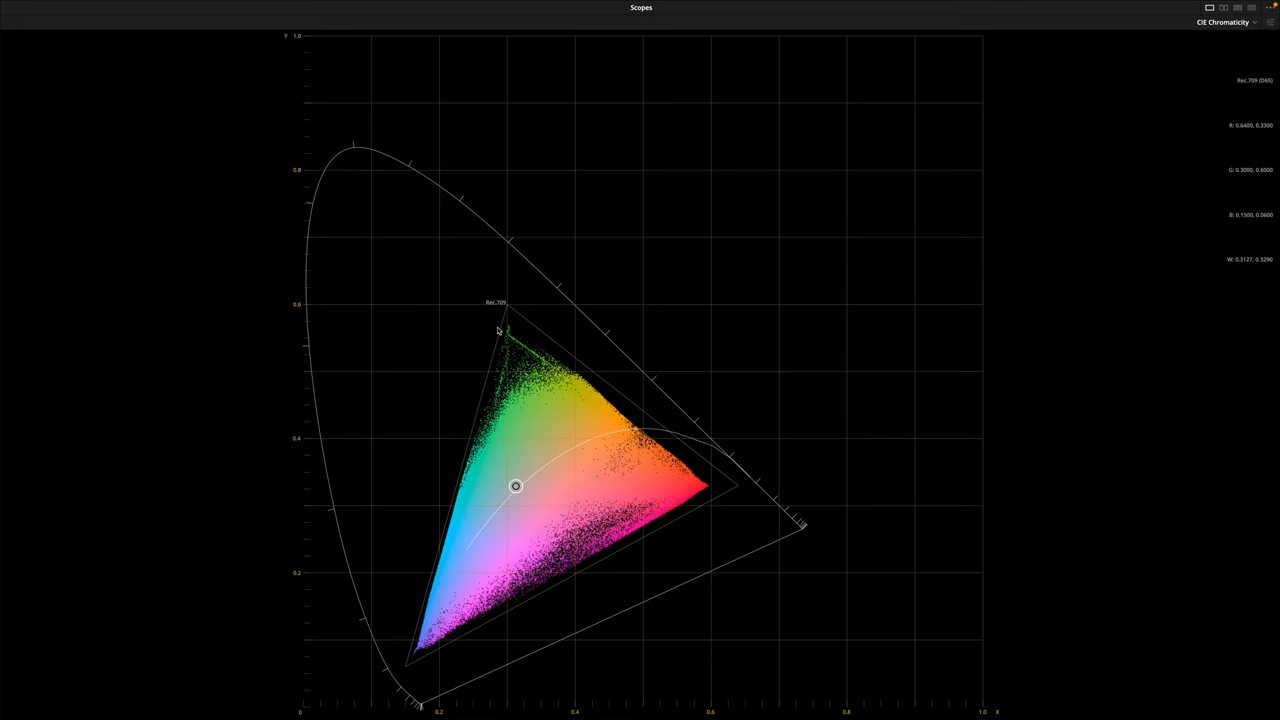 Scopes
CIE Chromaticity
Y 1.0
Rec.709 (D65)
R: 0.6400, 0.3300
0.8
G: 0.3000, 0.6000
B: 0.1500, 0.0600
W: 0.3127, 0.3290
Rec.709
0.6
0.4
0.2
0 0.2 0.4 0.6 0.8 1.0 X